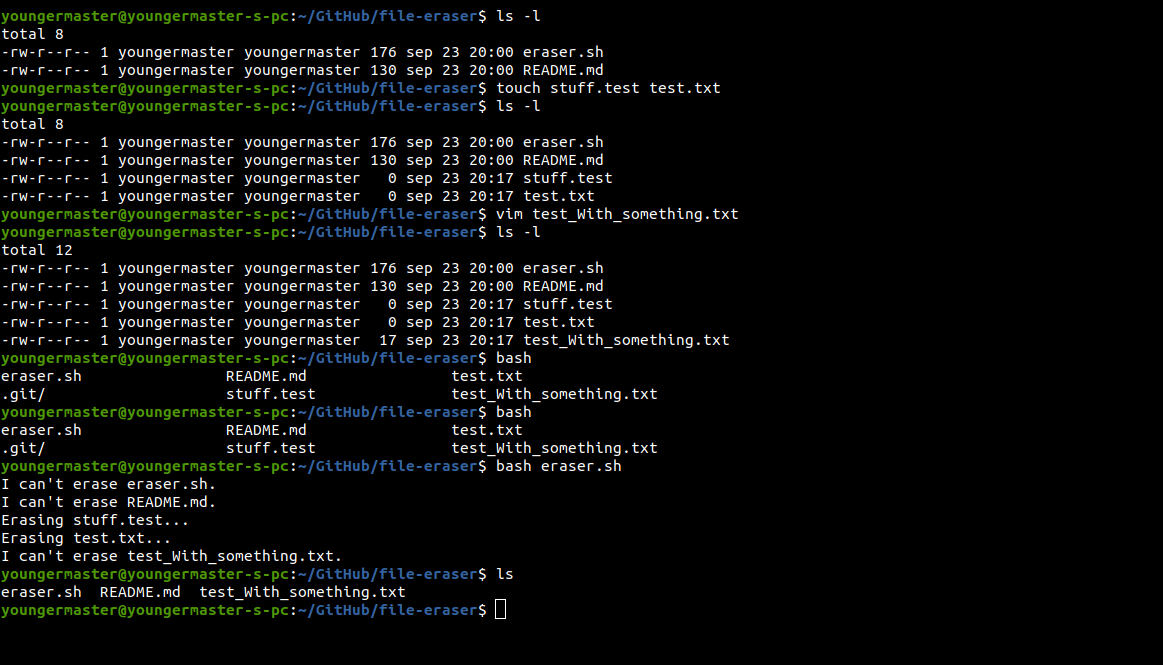 youngermaster@youngermaster-s-pc:~/GitHub/file-eraser$ ls -l
total 8
-rw-r--r-- 1 youngermaster youngermaster 176 sep 23 20:00 eraser.sh
-rw-r--r-- 1 youngermaster youngermaster 130 sep 23 20:00 README.md
youngermaster@youngermaster-s-pc:~/GitHub/file-eraser$ touch stuff.test test.txt
youngermaster@youngermaster-s-pc:~/GitHub/file-eraser$ ls -l
total 8
-rw-r--r-- 1 youngermaster youngermaster 176 sep 23 20:00 eraser.sh
-rw-r--r-- 1 youngermaster youngermaster 130 sep 23 20:00 README.md
-rw-r--r-- 1 youngermaster youngermaster   0 sep 23 20:17 stuff.test
-rw-r--r-- 1 youngermaster youngermaster   0 sep 23 20:17 test.txt
youngermaster@youngermaster-s-pc:~/GitHub/file-eraser$ vim test_With_something.txt
youngermaster@youngermaster-s-pc:~/GitHub/file-eraser$ ls -l
total 12
-rw-r--r-- 1 youngermaster youngermaster 176 sep 23 20:00 eraser.sh
-rw-r--r-- 1 youngermaster youngermaster 130 sep 23 20:00 README.md
-rw-r--r-- 1 youngermaster youngermaster   0 sep 23 20:17 stuff.test
-rw-r--r-- 1 youngermaster youngermaster   0 sep 23 20:17 test.txt
-rw-r--r-- 1 youngermaster youngermaster  17 sep 23 20:17 test_With_something.txt
youngermaster@youngermaster-s-pc:~/GitHub/file-eraser$ bash
eraser.sh                README.md                test.txt
.git/                    stuff.test               test_With_something.txt
youngermaster@youngermaster-s-pc:~/GitHub/file-eraser$ bash
eraser.sh                README.md                test.txt
.git/                    stuff.test               test_With_something.txt
youngermaster@youngermaster-s-pc:~/GitHub/file-eraser$ bash eraser.sh
I can't erase eraser.sh.
I can't erase README.md.
Erasing stuff.test...
Erasing test.txt...
I can't erase test_With_something.txt.
youngermaster@youngermaster-s-pc:~/GitHub/file-eraser$ ls
eraser.sh  README.md  test_With_something.txt
youngermaster@youngermaster-s-pc:~/GitHub/file-eraser$